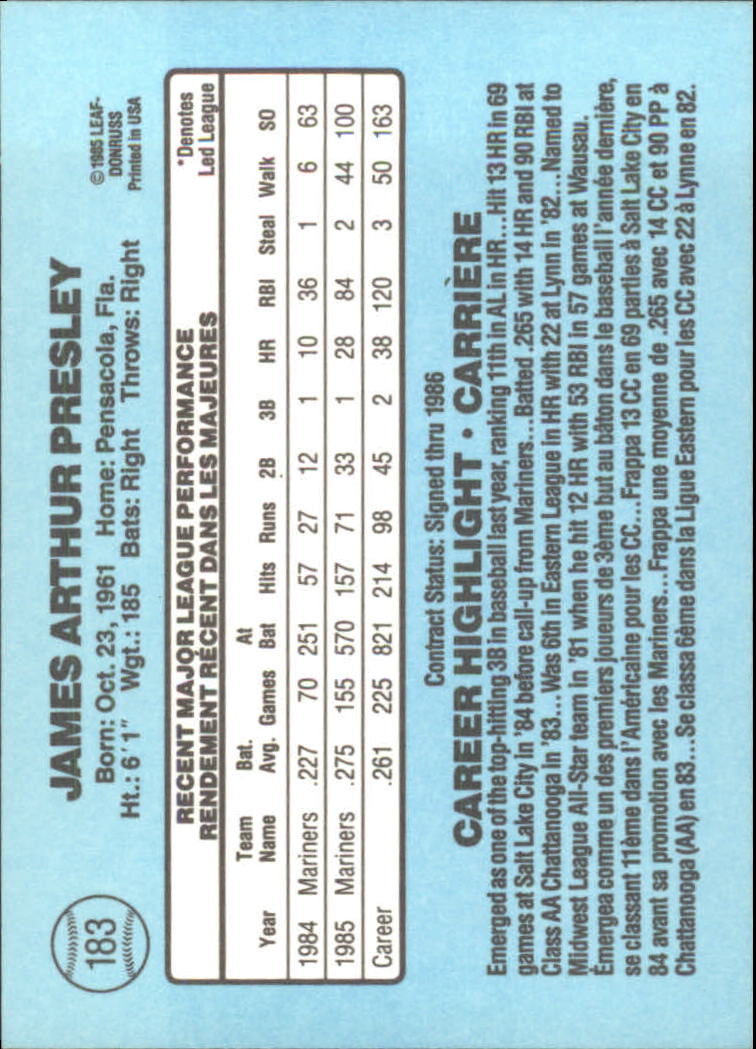 183
JAMES ARTHUR PRESLEY
Born: Oct. 23, 1961 Home: Pensacola, Fla.
Ht.: 6'1" Wgt.: 185 Bats: Right Throws: Right
© 1985 LEAF-
DONRUSS
Printed in USA
RECENT MAJOR LEAGUE PERFORMANCE
RENDEMENT RÉCENT DANS LES MAJEURES
*Denotes
Led League
Year Team Name Bat. Avg. Games At Bat Hits Runs 2B 3B HR RBI Steal Walk SO
1984 Mariners .227 70 251 57 27 12 1 10 36 1 6 63
1985 Mariners .275 155 570 157 71 33 1 28 84 2 44 100
Career .261 225 821 214 98 45 2 38 120 3 50 163
Contract Status: Signed thru 1986
CAREER HIGHLIGHT • CARRIÈRE
Emerged as one of the top-hitting 3B in baseball last year, ranking 11th in AL in HR...Hit 13 HR in 69
games at Salt Lake City in '84 before call-up from Mariners...Batted .265 with 14 HR and 90 RBI at
Class AA Chattanooga in '83...Was 6th in Eastern League in HR with 22 at Lynn in '82...Named to
Midwest League All-Star team in '81 when he hit 12 HR with 53 RBI in 57 games at Wausau.
Émergea comme un des premiers joueurs de 3ème but au bâton dans le baseball l'année dernière,
se classant 11ème dans l'Américaine pour les CC...Frappa 13 CC en 69 parties à Salt Lake City en
84 avant sa promotion avec les Mariners...Frappa une moyenne de .265 avec 14 CC et 90 PP à
Chattanooga (AA) en 83...Se classa 6ème dans la Ligue Eastern pour les CC avec 22 à Lynne en 82.